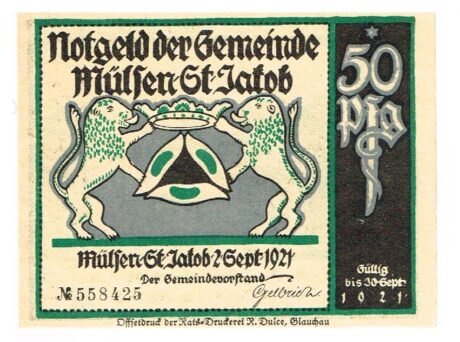 Notgeld der Gemeinde
Mülsen-St. Jakob
50
Pfg
Mülsen-St. Jakob 2. Sept. 1921
Der Gemeindevorstand
Gelbrich.
№ 558425
Gültig
bis 30. Sept.
1921
Offsetdruck der Rats-Druckerei R. Dulce, Glauchau